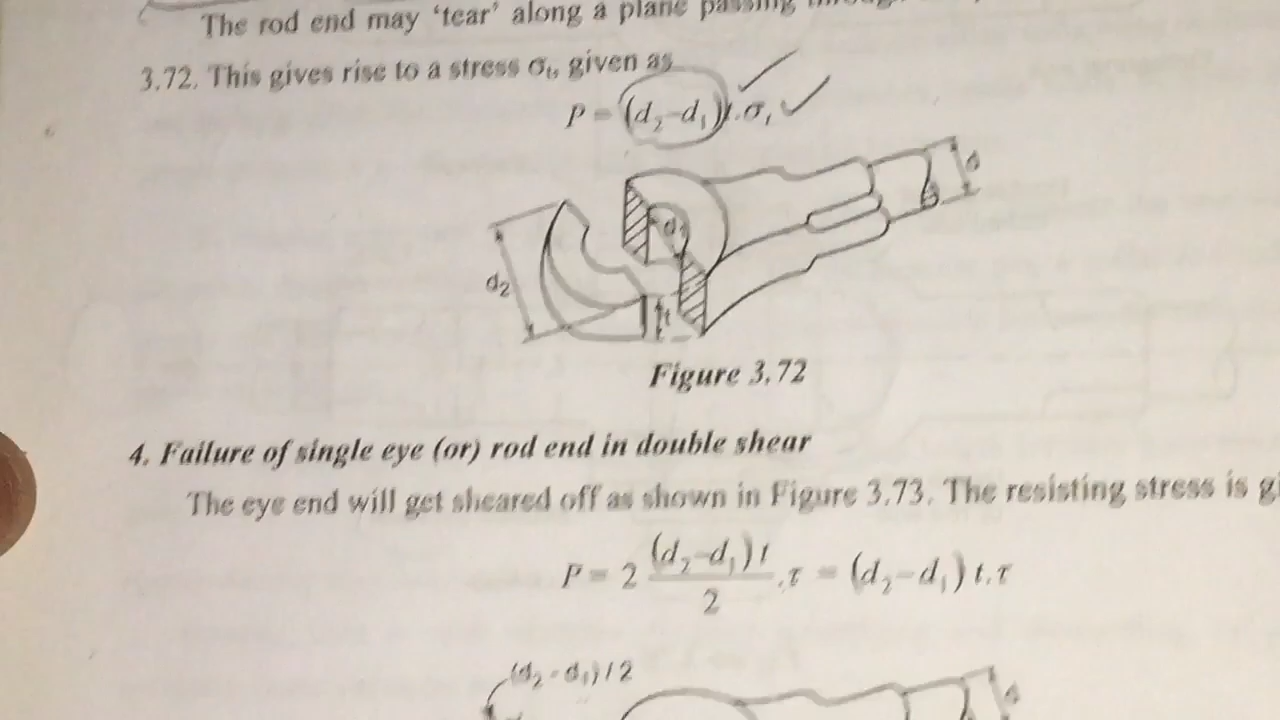 The rod end may ‘tear’ along a plane passing
3.72. This gives rise to a stress σₜ, given as
P = (d₂–d₁)t.σₜ
d
d₁
d₂
t
Figure 3.72
4. Failure of single eye (or) rod end in double shear
The eye end will get sheared off as shown in Figure 3.73. The resisting stress is gi
P = 2 (d₂–d₁)t / 2 .τ = (d₂–d₁) t.τ
(d₂ - d₁) / 2
d